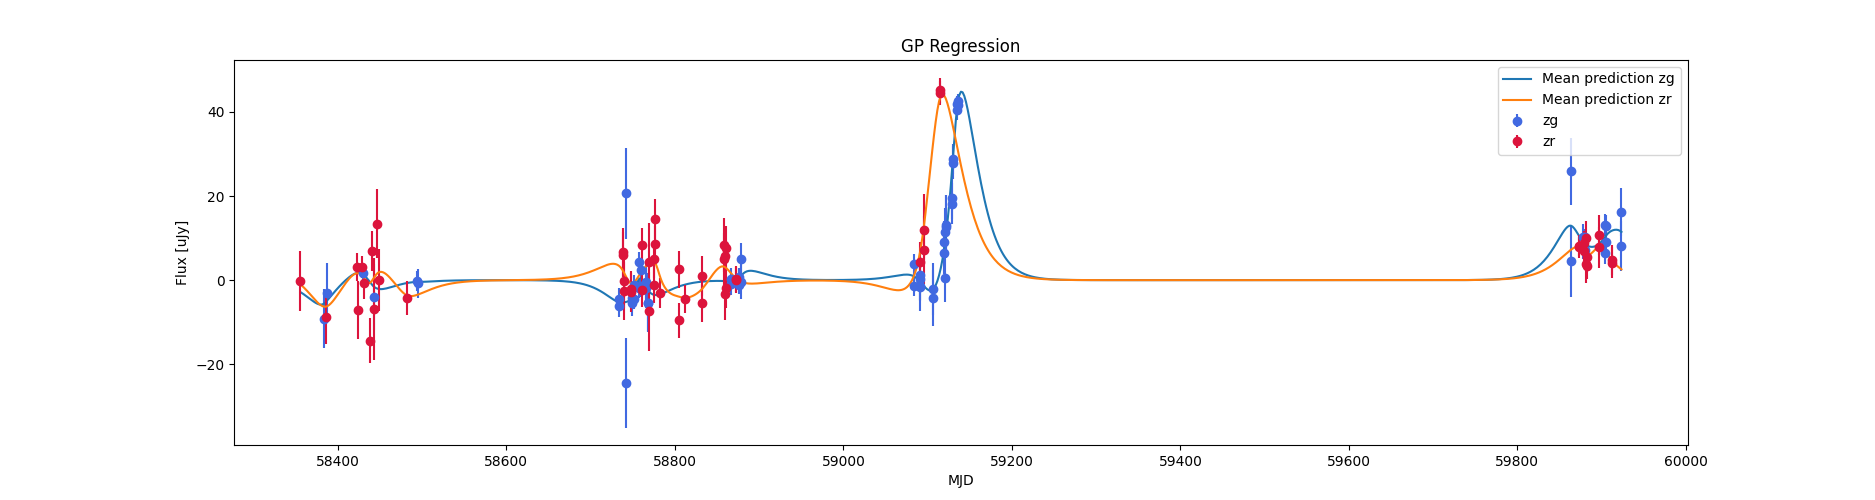 GP Regression
Mean prediction zg
Mean prediction zr
zg
zr
Flux [uJy]
40
20
0
−20
58400 58600 58800 59000 59200 59400 59600 59800 60000
MJD